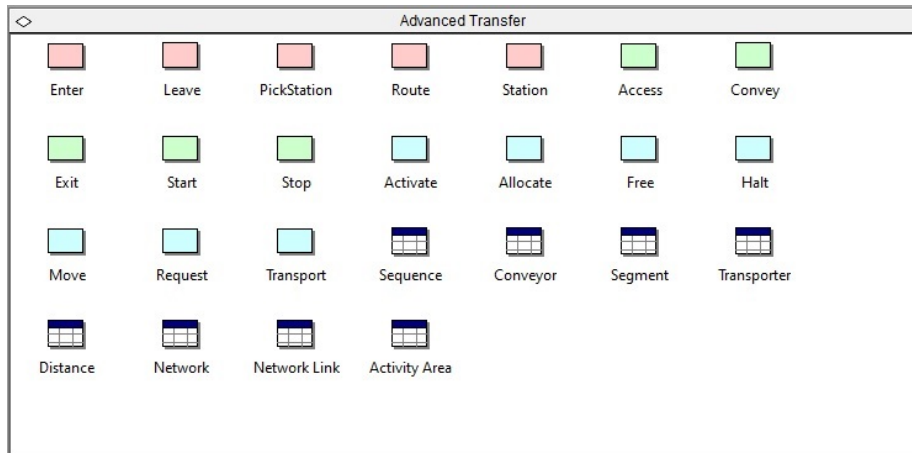 Advanced Transfer
Enter Leave PickStation Route Station Access Convey
Exit Start Stop Activate Allocate Free Halt
Move Request Transport Sequence Conveyor Segment Transporter
Distance Network Network Link Activity Area